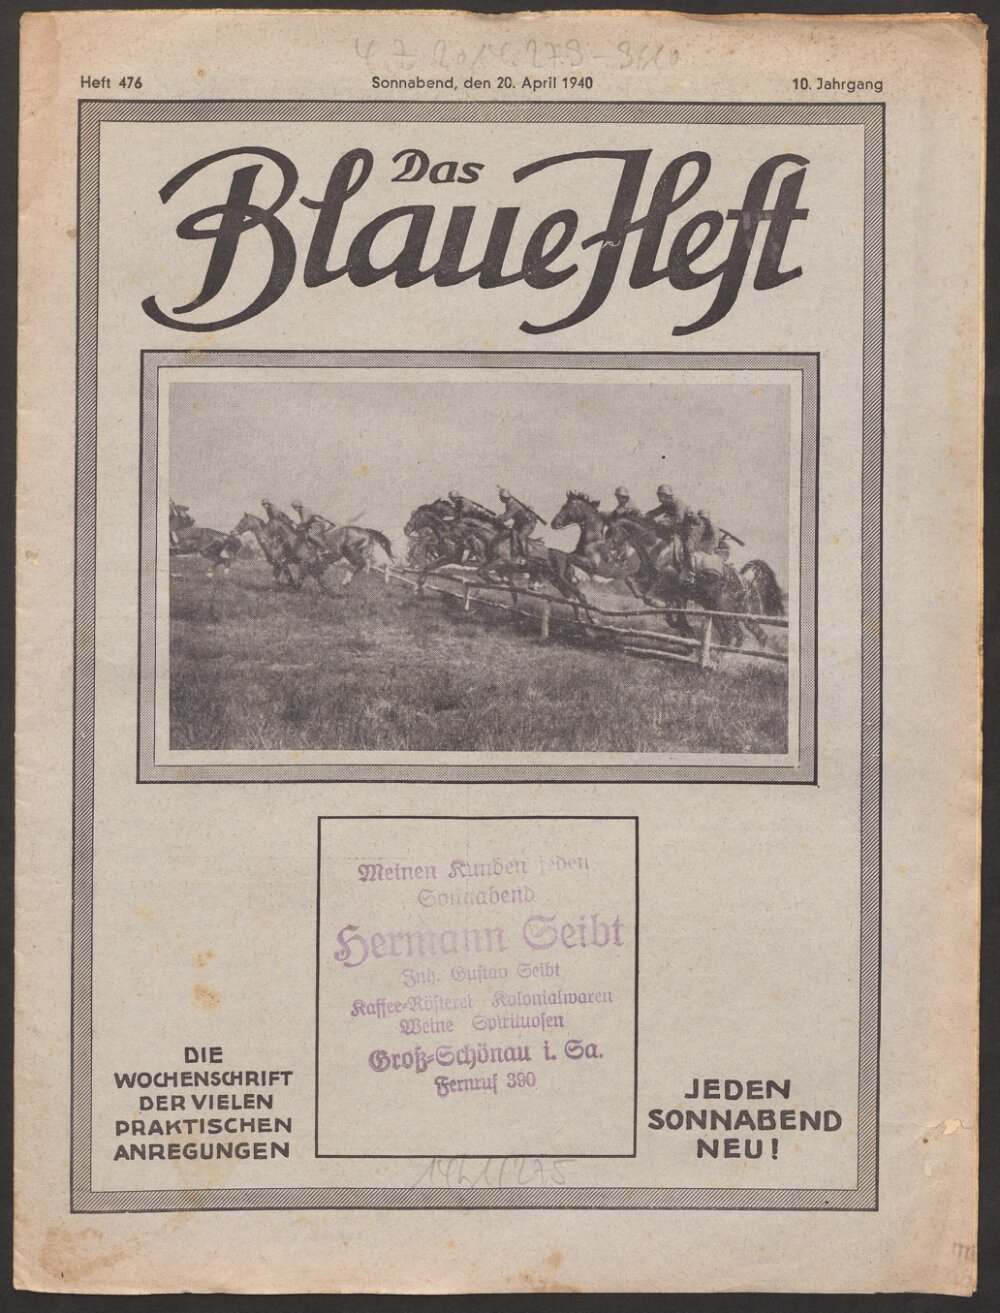 Heft 476
Sonnabend, den 20. April 1940
10. Jahrgang
Das
Blaue Heft
Meinen Kunden jeden
Sonnabend
Hermann Seibt
Inh. Gustav Seibt
Kaffee-Rösterei Kolonialwaren
Weine Spirituosen
Groß-Schönau i. Sa.
Fernruf 390
DIE
WOCHENSCHRIFT
DER VIELEN
PRAKTISCHEN
ANREGUNGEN
JEDEN
SONNABEND
NEU!